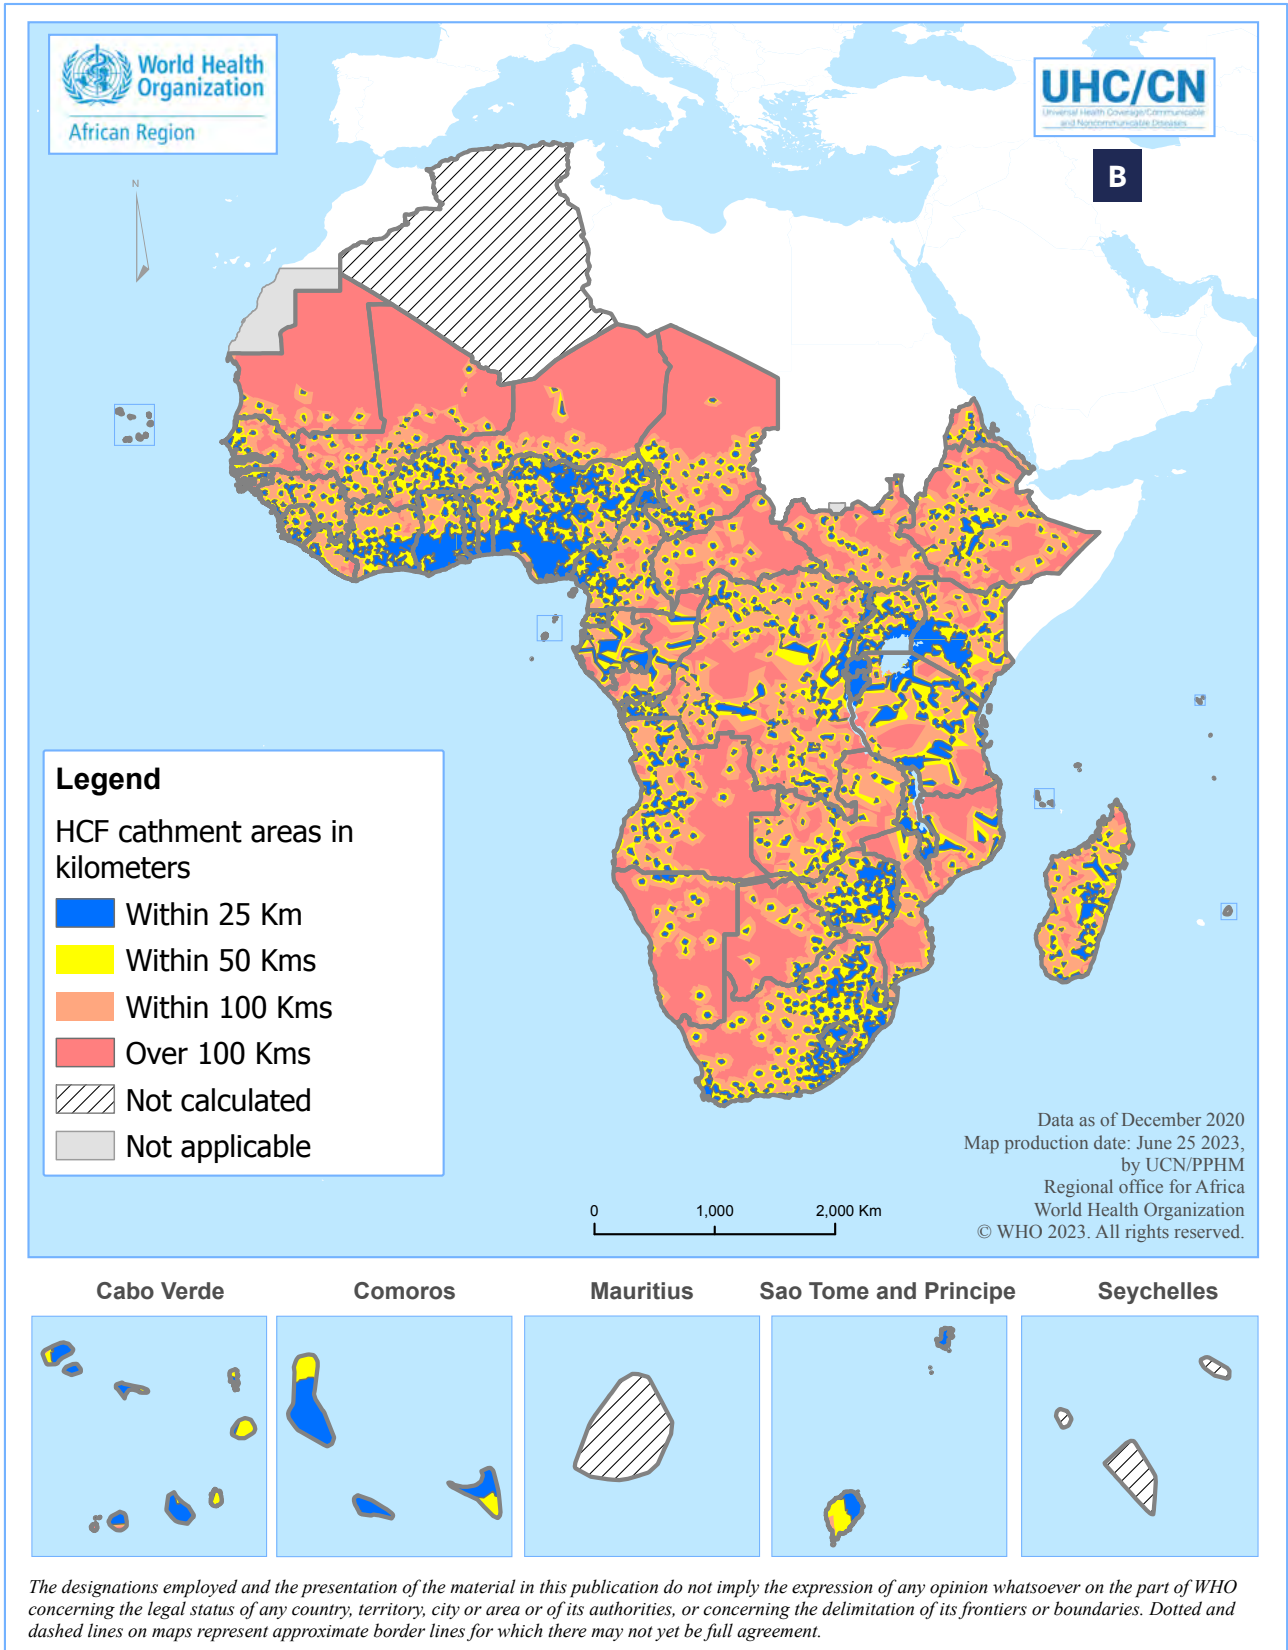 World Health
Organization
African Region
UHC/CN
Universal Health Coverage/Communicable
and Noncommunicable Diseases
B
N
Legend
HCF cathment areas in
kilometers
Within 25 Km
Within 50 Kms
Within 100 Kms
Over 100 Kms
Not calculated
Not applicable
Data as of December 2020
Map production date: June 25 2023,
by UCN/PPHM
Regional office for Africa
World Health Organization
© WHO 2023. All rights reserved.
0 1,000 2,000 Km
Cabo Verde Comoros Mauritius Sao Tome and Principe Seychelles
The designations employed and the presentation of the material in this publication do not imply the expression of any opinion whatsoever on the part of WHO
concerning the legal status of any country, territory, city or area or of its authorities, or concerning the delimitation of its frontiers or boundaries. Dotted and
dashed lines on maps represent approximate border lines for which there may not yet be full agreement.